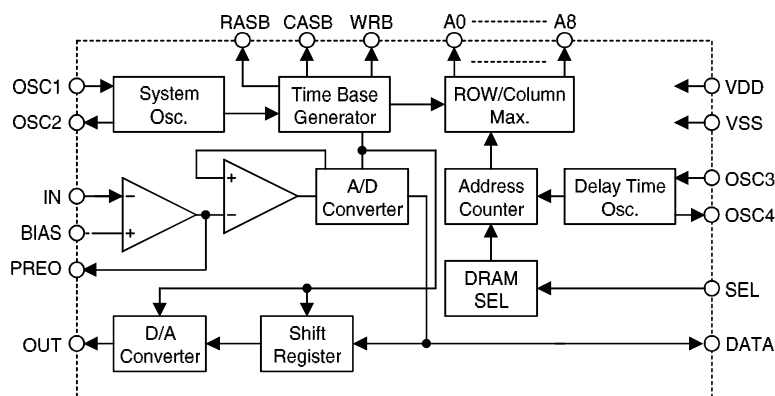 RASB CASB WRB A0 A8
OSC1
OSC2
System
Osc.
Time Base
Generator
ROW/Column
Max.
VDD
VSS
IN
BIAS
PREO
−
+
+
−
A/D
Converter
Address
Counter
Delay Time
Osc.
OSC3
OSC4
DRAM
SEL
SEL
OUT
D/A
Converter
Shift
Register
DATA